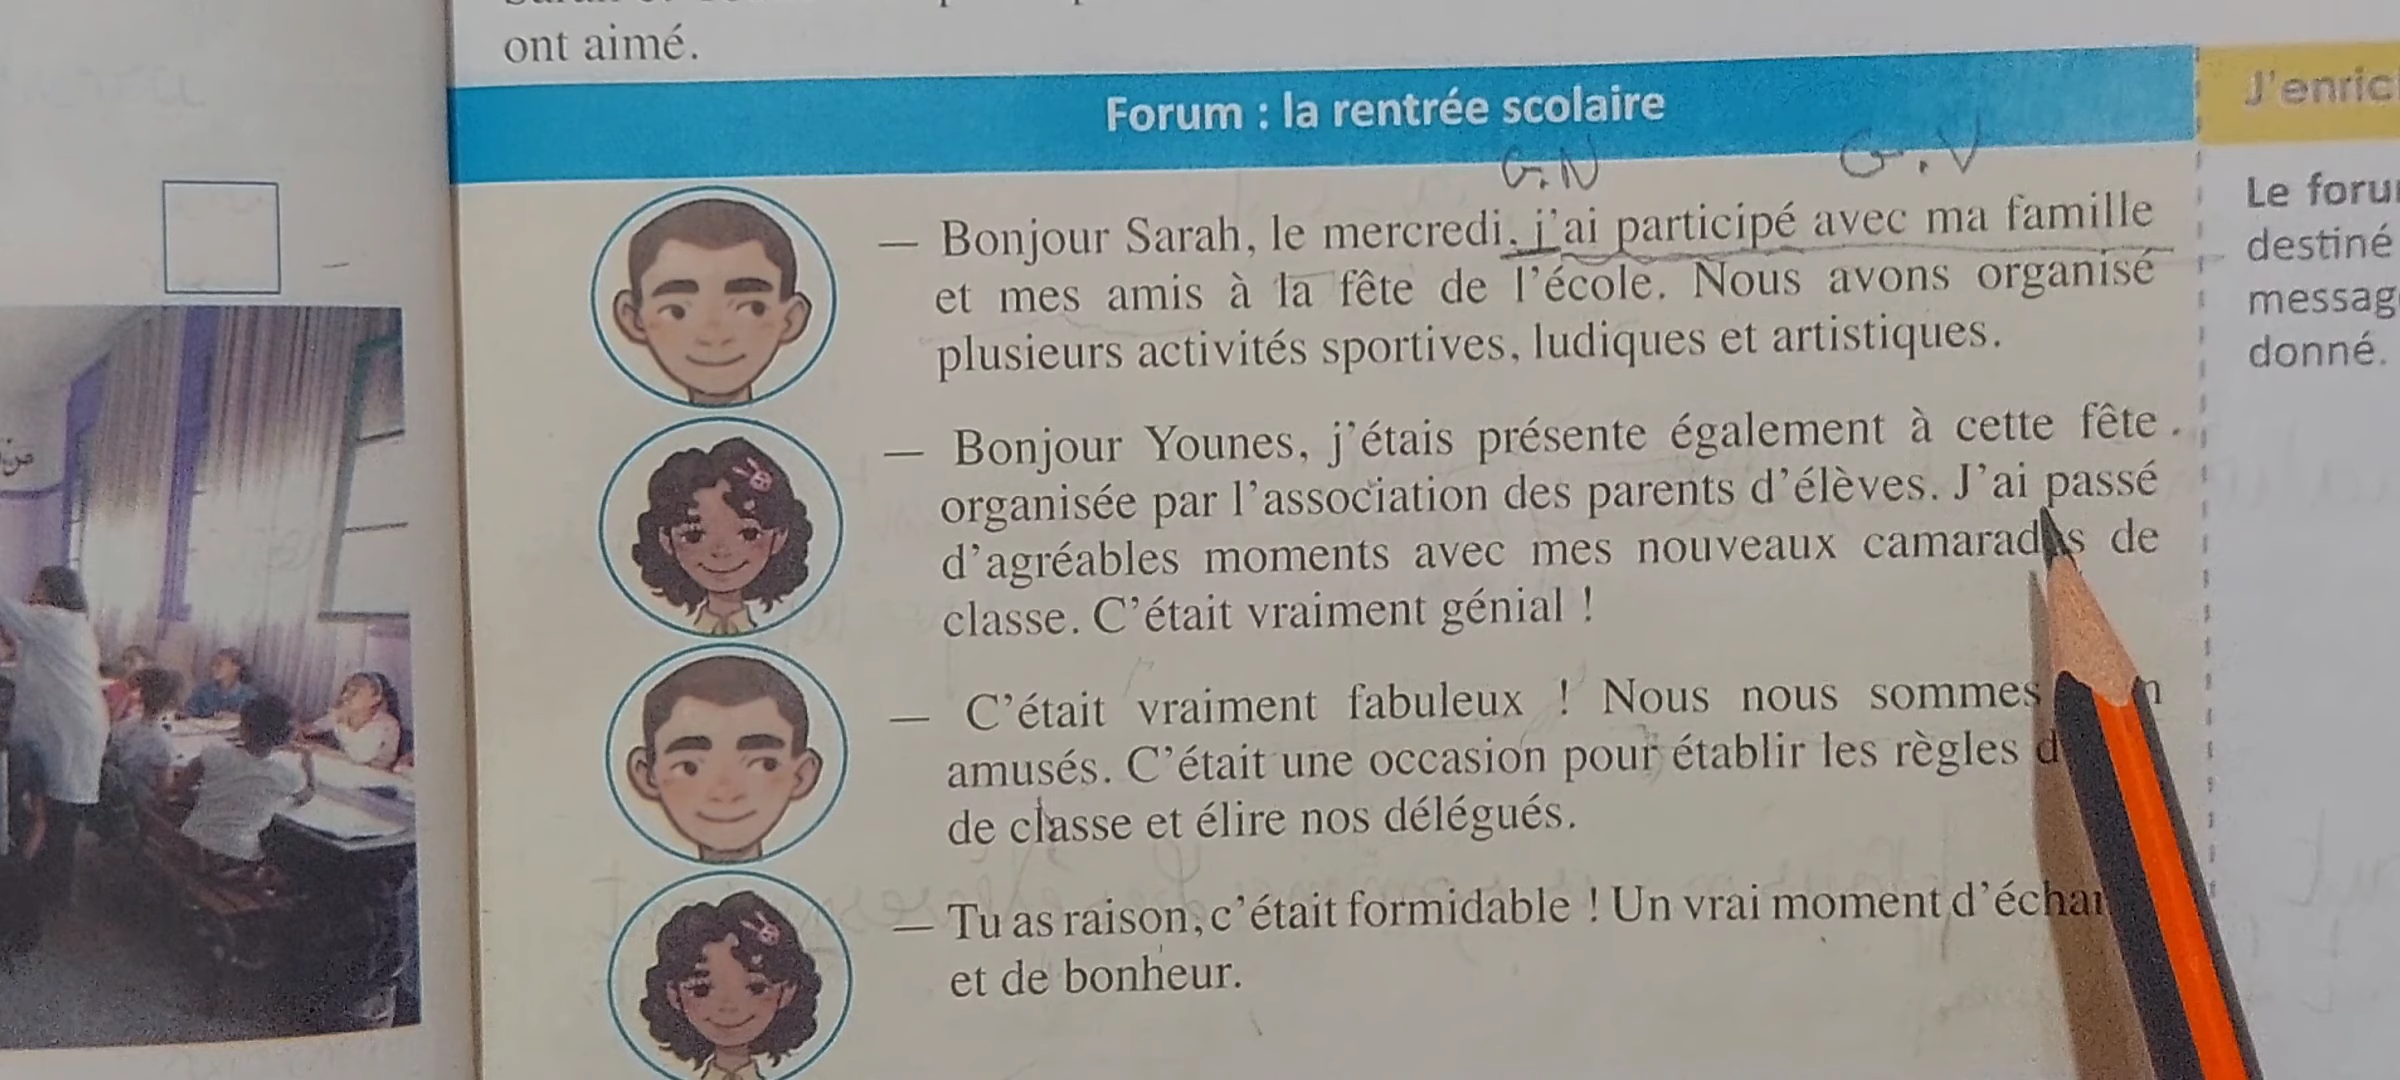 ont aimé.
Forum : la rentrée scolaire
G.N G.V
— Bonjour Sarah, le mercredi, j'ai participé avec ma famille
et mes amis à la fête de l'école. Nous avons organisé
plusieurs activités sportives, ludiques et artistiques.
— Bonjour Younes, j'étais présente également à cette fête
organisée par l'association des parents d'élèves. J'ai passé
d'agréables moments avec mes nouveaux camarades de
classe. C'était vraiment génial !
— C'était vraiment fabuleux ! Nous nous sommes
amusés. C'était une occasion pour établir les règles
de classe et élire nos délégués.
— Tu as raison, c'était formidable ! Un vrai moment
et de bonheur.
Le
destiné
donné.